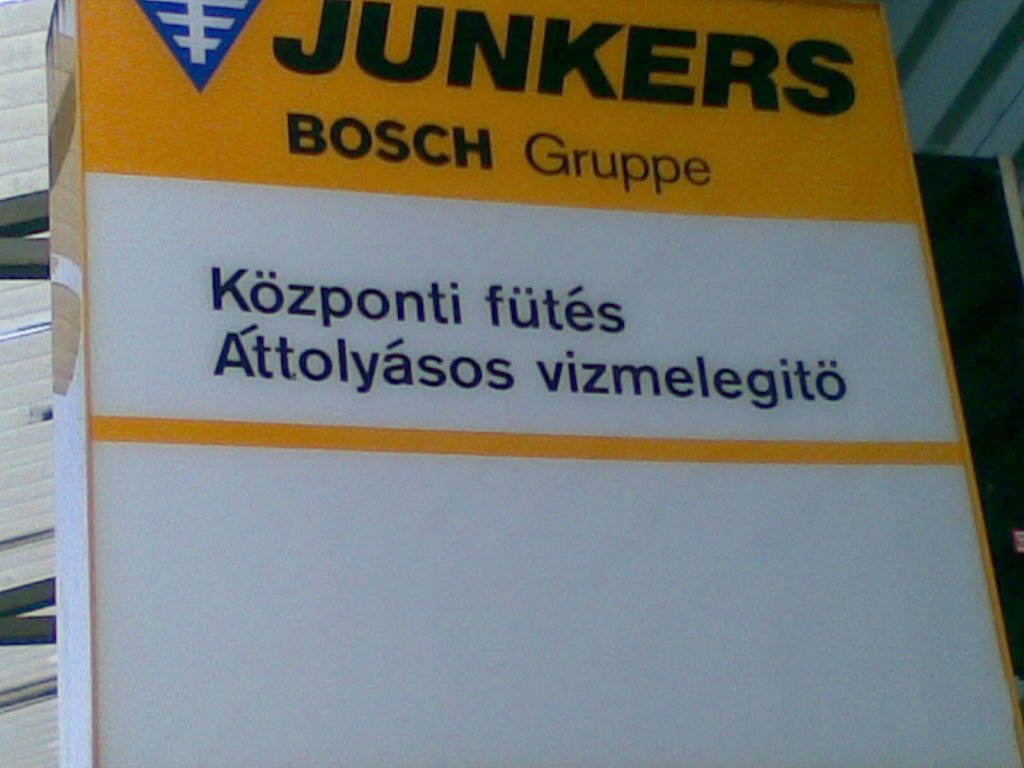 JUNKERS
BOSCH Gruppe
Központi fütés
Áttolyásos vizmelegitö